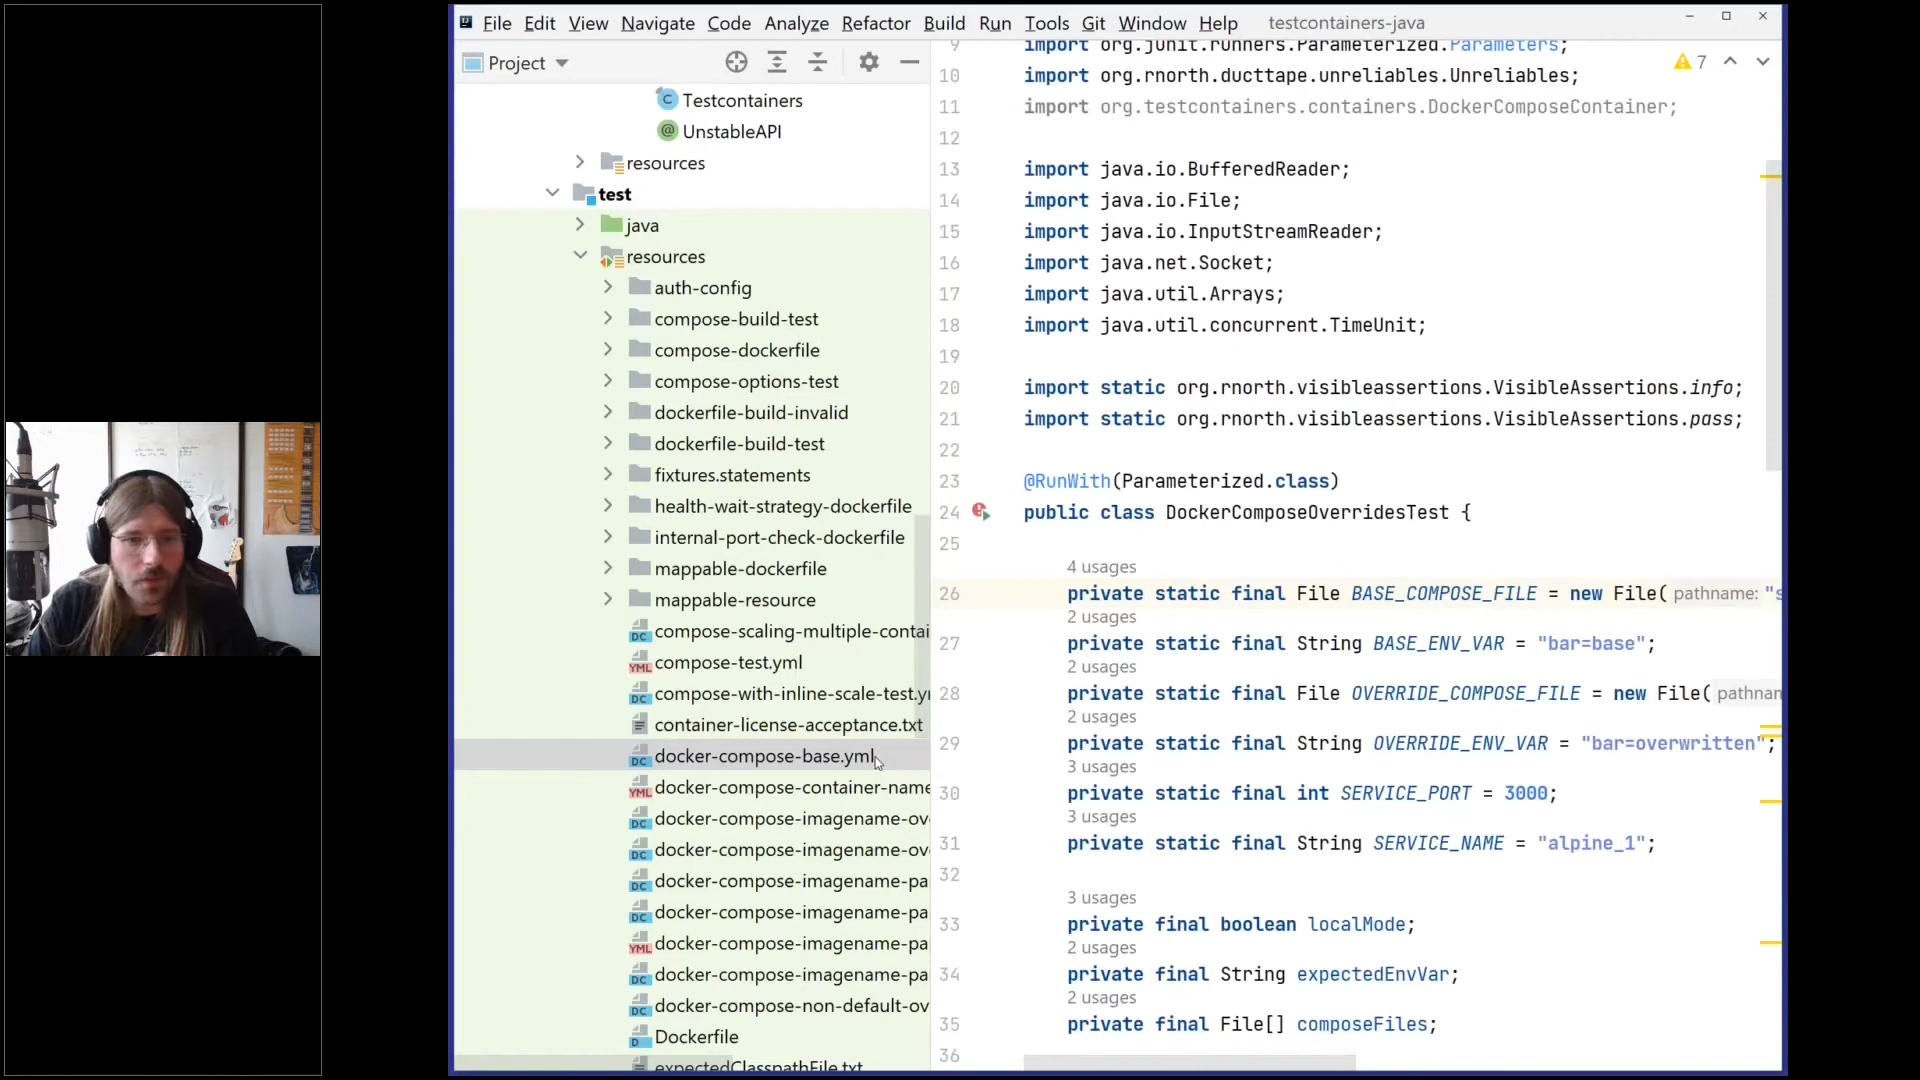 File Edit View Navigate Code Analyze Refactor Build Run Tools Git Window Help testcontainers-java
Project
Testcontainers
UnstableAPI
resources
test
java
resources
auth-config
compose-build-test
compose-dockerfile
compose-options-test
dockerfile-build-invalid
dockerfile-build-test
fixtures.statements
health-wait-strategy-dockerfile
internal-port-check-dockerfile
mappable-dockerfile
mappable-resource
compose-scaling-multiple-contai
compose-test.yml
compose-with-inline-scale-test.y
container-license-acceptance.txt
docker-compose-base.yml
docker-compose-container-name
docker-compose-imagename-ov
docker-compose-imagename-ov
docker-compose-imagename-pa
docker-compose-imagename-pa
docker-compose-imagename-pa
docker-compose-imagename-pa
docker-compose-non-default-ov
Dockerfile
expectedClasspathFile.txt
7
9 import org.junit.runners.Parameterized.Parameters;
10 import org.rnorth.ducttape.unreliables.Unreliables;
11 import org.testcontainers.containers.DockerComposeContainer;
12
13 import java.io.BufferedReader;
14 import java.io.File;
15 import java.io.InputStreamReader;
16 import java.net.Socket;
17 import java.util.Arrays;
18 import java.util.concurrent.TimeUnit;
19
20 import static org.rnorth.visibleassertions.VisibleAssertions.info;
21 import static org.rnorth.visibleassertions.VisibleAssertions.pass;
22
23 @RunWith(Parameterized.class)
24 public class DockerComposeOverridesTest {
25
4 usages
26 private static final File BASE_COMPOSE_FILE = new File( pathname: "s
2 usages
27 private static final String BASE_ENV_VAR = "bar=base";
2 usages
28 private static final File OVERRIDE_COMPOSE_FILE = new File( pathnam
2 usages
29 private static final String OVERRIDE_ENV_VAR = "bar=overwritten";
3 usages
30 private static final int SERVICE_PORT = 3000;
3 usages
31 private static final String SERVICE_NAME = "alpine_1";
32
3 usages
33 private final boolean localMode;
2 usages
34 private final String expectedEnvVar;
2 usages
35 private final File[] composeFiles;
36